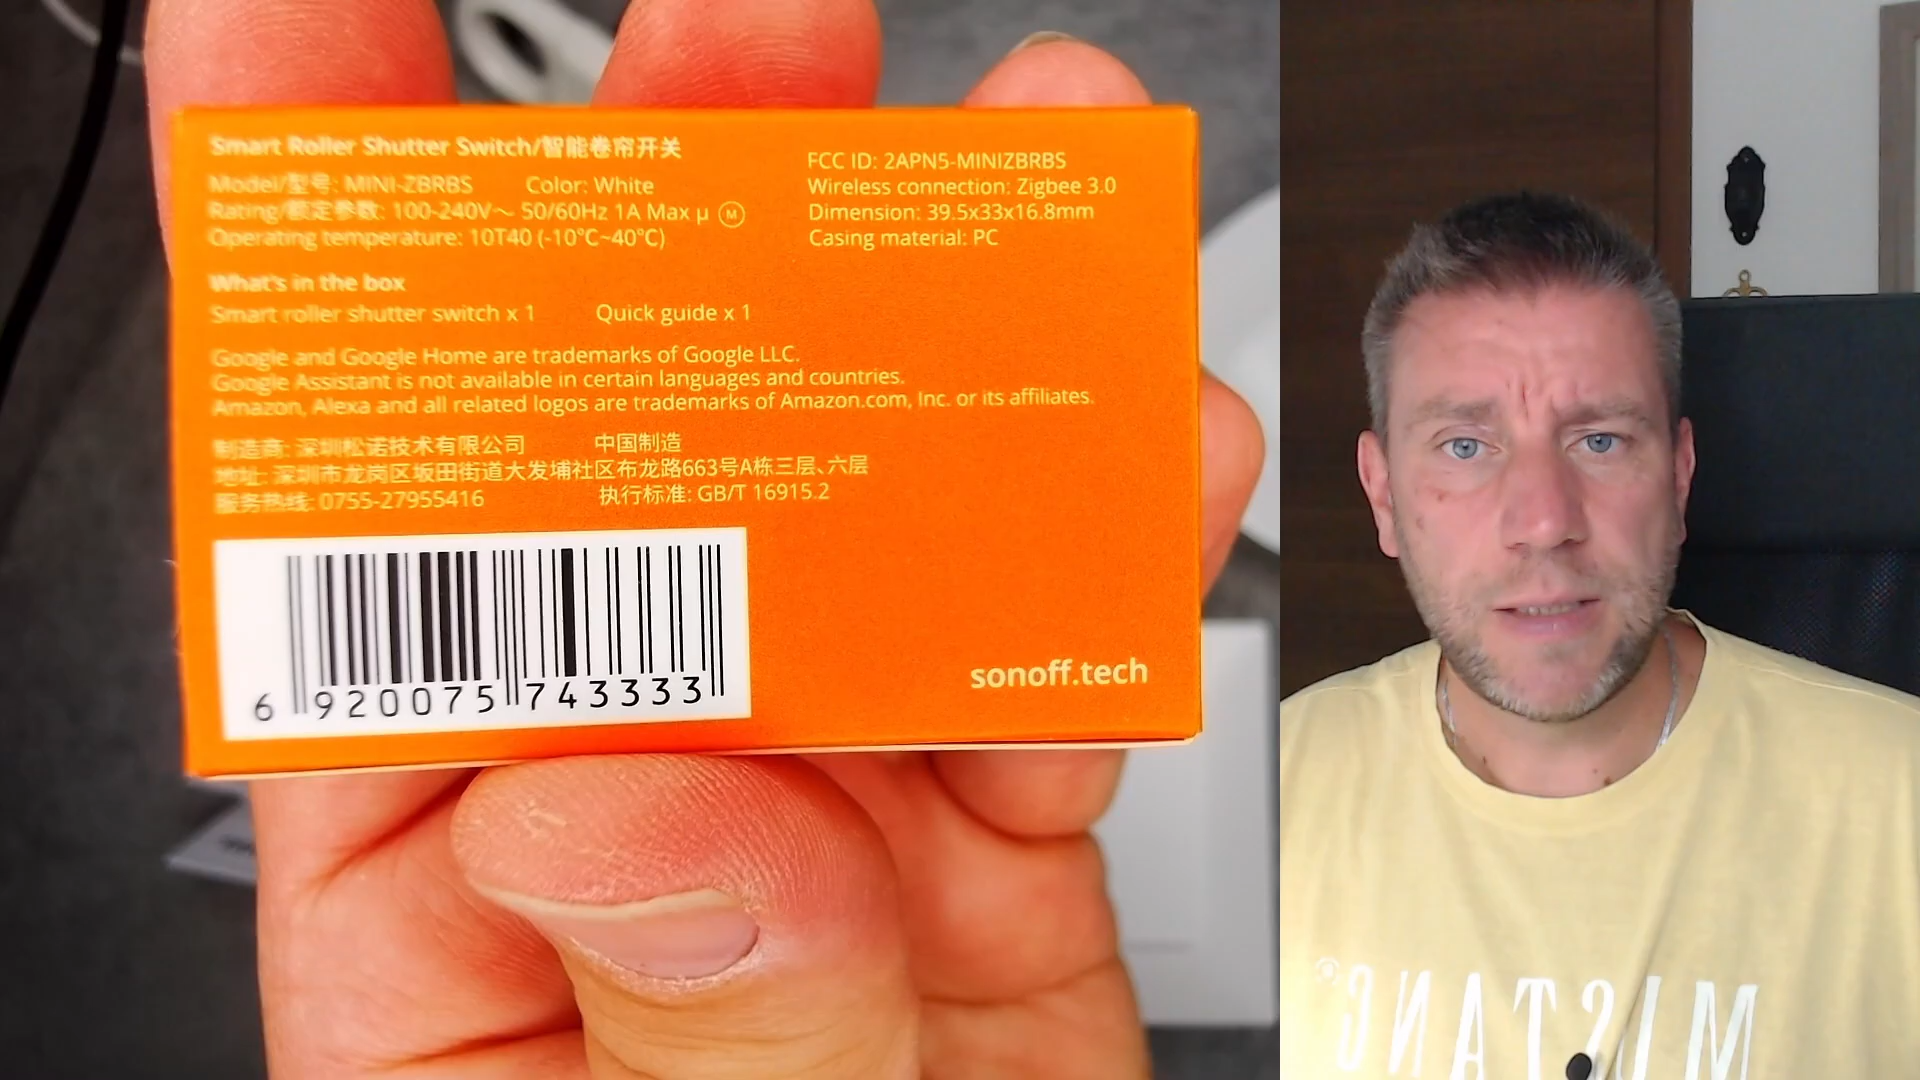 Smart Roller Shutter Switch/智能卷帘开关
Model/型号: MINI-ZBRBS Color: White
Rating/额定参数: 100-240V～ 50/60Hz 1A Max μ Ⓜ
Operating temperature: 10T40 (-10°C~40°C)
FCC ID: 2APN5-MINIZBRBS
Wireless connection: Zigbee 3.0
Dimension: 39.5x33x16.8mm
Casing material: PC
What's in the box
Smart roller shutter switch x 1 Quick guide x 1
Google and Google Home are trademarks of Google LLC.
Google Assistant is not available in certain languages and countries.
Amazon, Alexa and all related logos are trademarks of Amazon.com, Inc. or its affiliates.
制造商: 深圳松诺技术有限公司 中国制造
地址: 深圳市龙岗区坂田街道大发埔社区布龙路663号A栋三层、六层
服务热线: 0755-27955416 执行标准: GB/T 16915.2
6 920075 743333
sonoff.tech
MUSTANG®